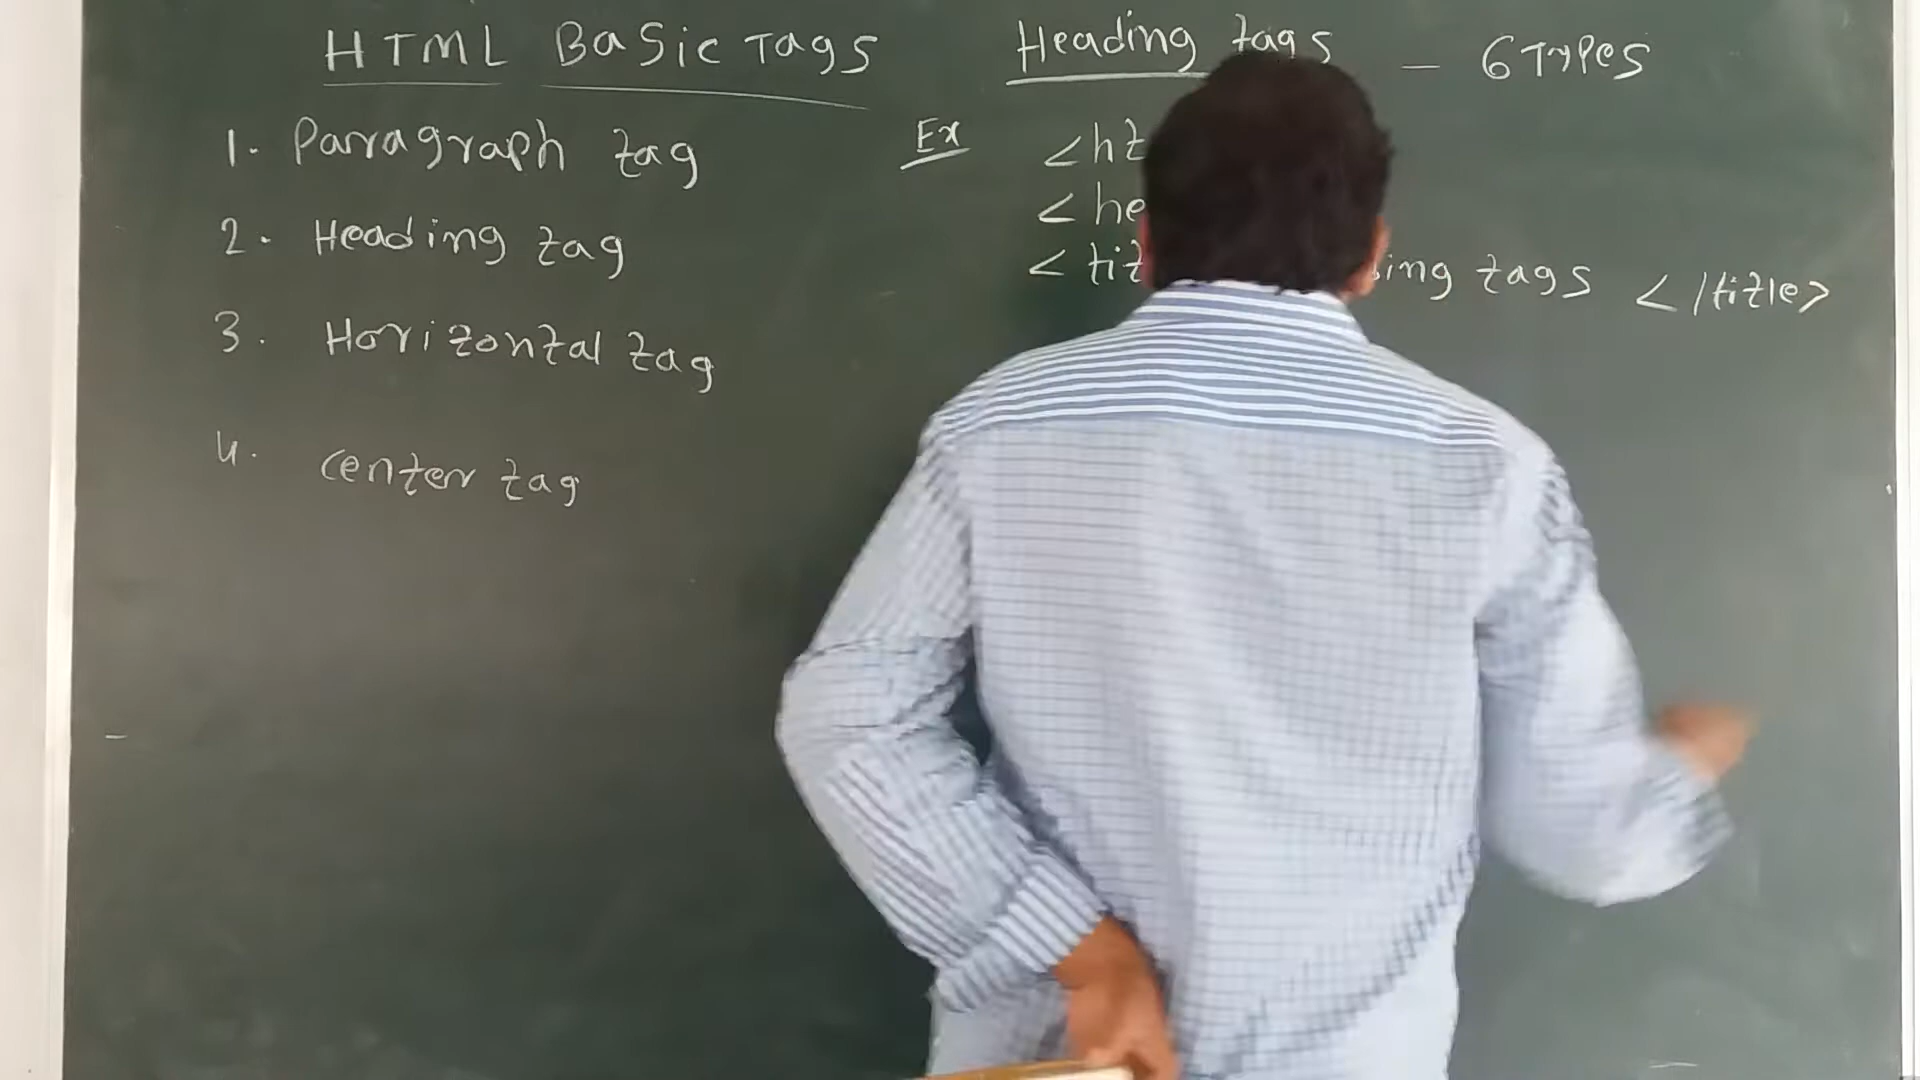 HTML Basic Tags
1. Paragraph tag
2. Heading tag
3. Horizontal tag
4. center tag
Heading tags - 6 Types
Ex
<ht
<he
<tit ing tags </title>